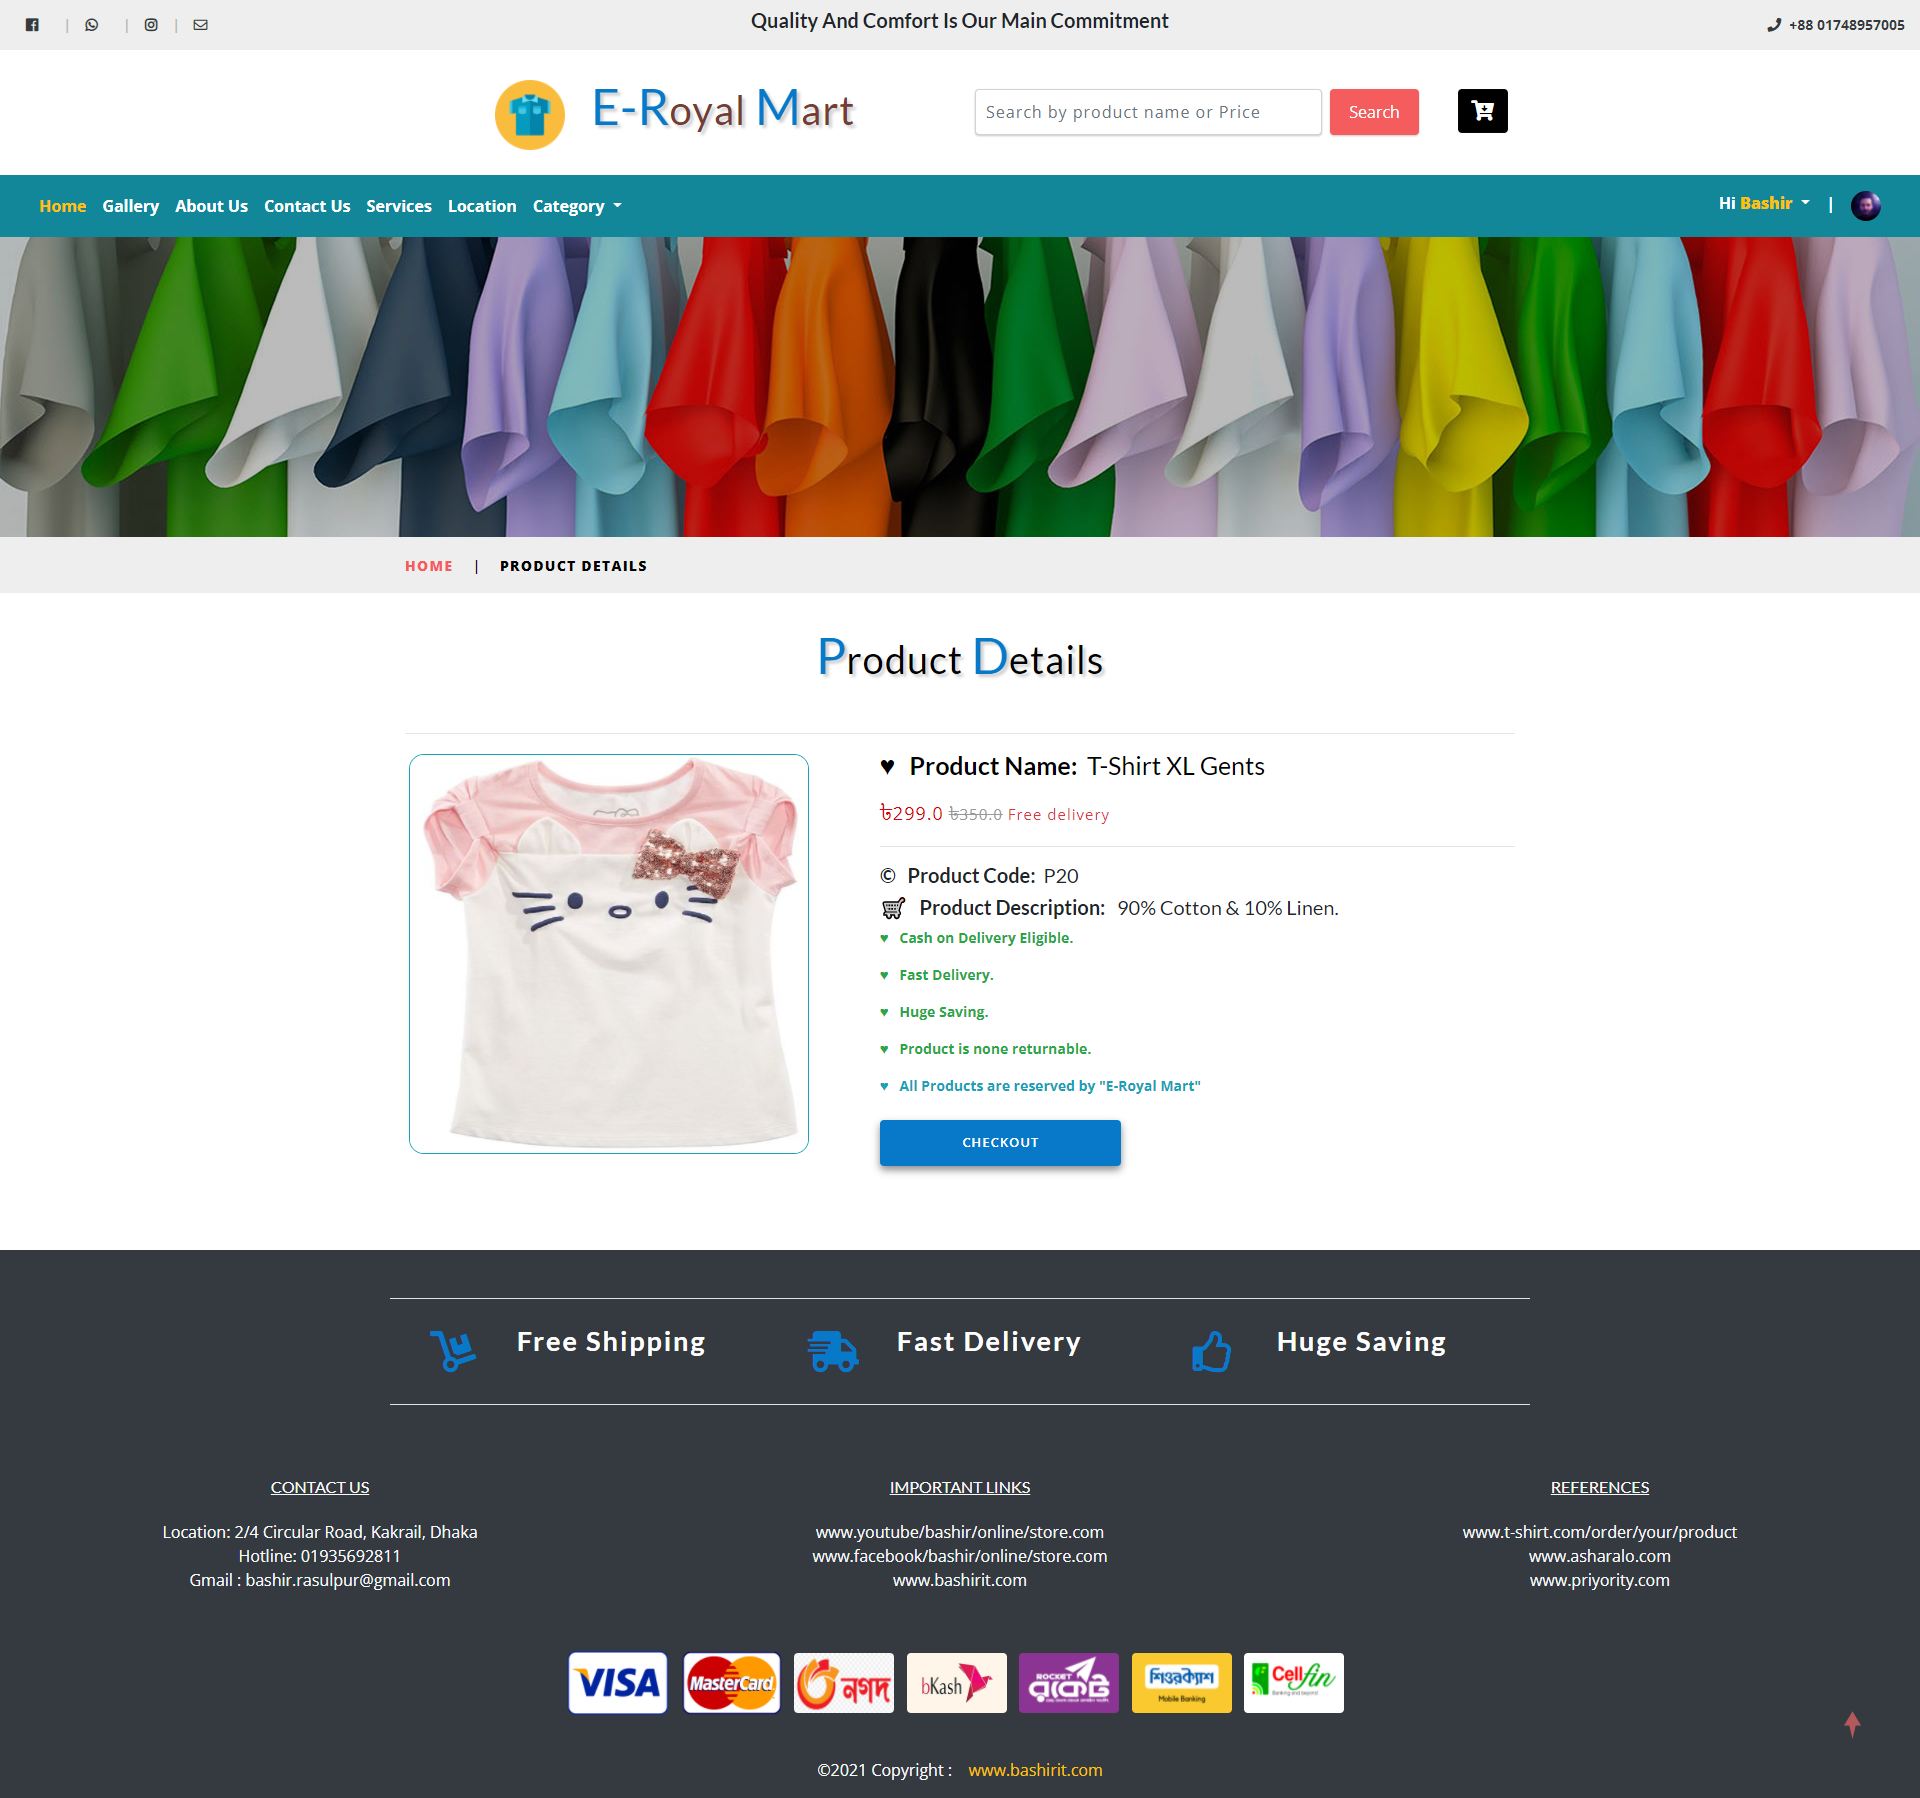 Quality And Comfort Is Our Main Commitment
+88 01748957005
E-Royal Mart
Search by product name or Price
Search
Home Gallery About Us Contact Us Services Location Category
Hi Bashir |
HOME | PRODUCT DETAILS
Product Details
♥ Product Name: T-Shirt XL Gents
৳299.0 ৳350.0 Free delivery
© Product Code: P20
Product Description: 90% Cotton & 10% Linen.
♥ Cash on Delivery Eligible.
♥ Fast Delivery.
♥ Huge Saving.
♥ Product is none returnable.
♥ All Products are reserved by "E-Royal Mart"
CHECKOUT
Free Shipping
Fast Delivery
Huge Saving
CONTACT US
Location: 2/4 Circular Road, Kakrail, Dhaka
Hotline: 01935692811
Gmail : bashir.rasulpur@gmail.com
IMPORTANT LINKS
www.youtube/bashir/online/store.com
www.facebook/bashir/online/store.com
www.bashirit.com
REFERENCES
www.t-shirt.com/order/your/product
www.asharalo.com
www.priyority.com
VISA
MasterCard
নগদ
bKash
ROCKET
রকেট
শিওরক্যাশ
Mobile Banking
Cellfin
Banking and beyond
©2021 Copyright : www.bashirit.com